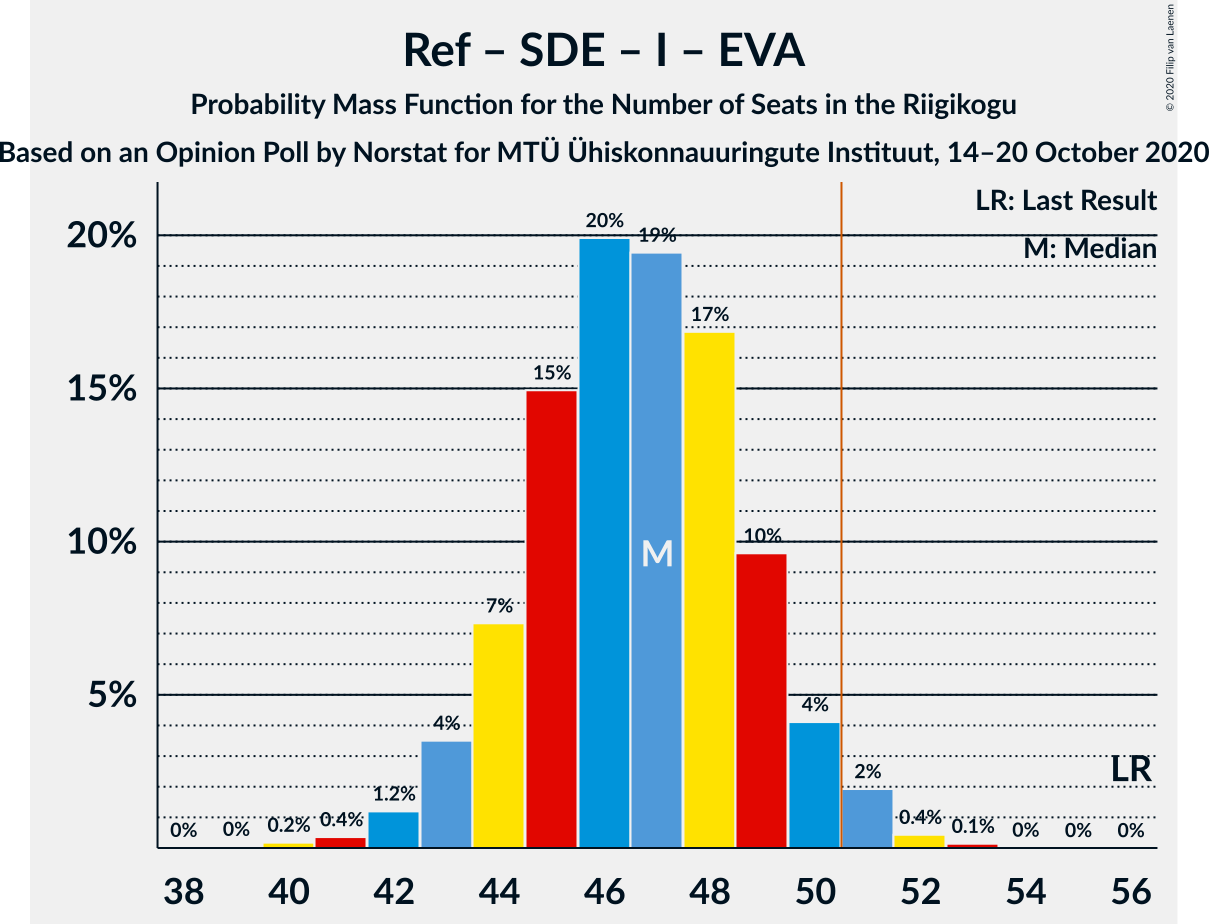 Ref – SDE – I – EVA
Probability Mass Function for the Number of Seats in the Riigikogu
Based on an Opinion Poll by Norstat for MTÜ Ühiskonnauuringute Instituut, 14–20 October 2020
© 2020 Filip van Laenen
LR: Last Result
M: Median
20%
15%
10%
5%
0% 0% 0.2% 0.4% 1.2% 4% 7% 15% 20% 19% 17% 10% 4% 2% 0.4% 0.1% 0% 0% 0%
M
LR
38 40 42 44 46 48 50 52 54 56